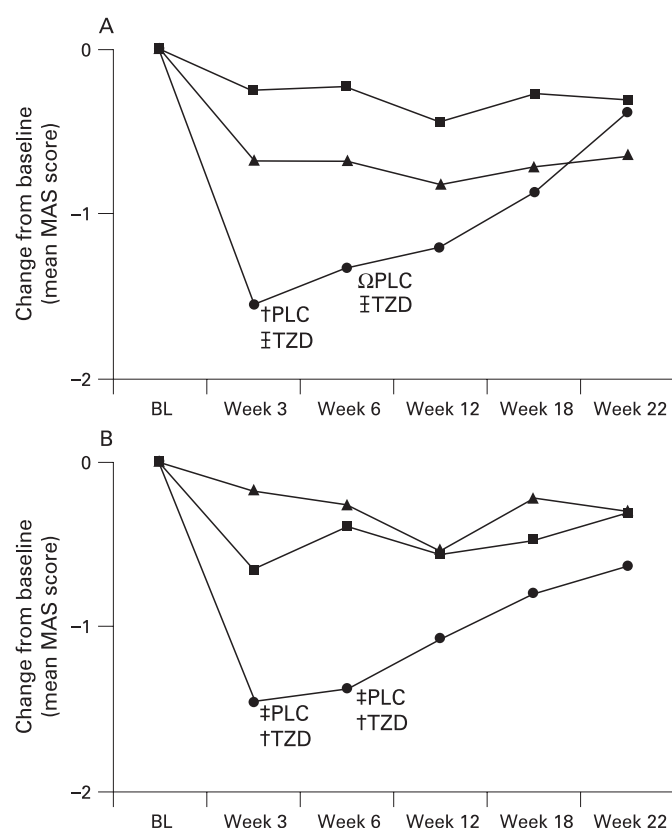 A
0
−1
−2
Change from baseline
(mean MAS score)
†PLC
‡TZD
ΩPLC
‡TZD
BL Week 3 Week 6 Week 12 Week 18 Week 22
B
0
−1
−2
Change from baseline
(mean MAS score)
‡PLC
†TZD
‡PLC
†TZD
BL Week 3 Week 6 Week 12 Week 18 Week 22